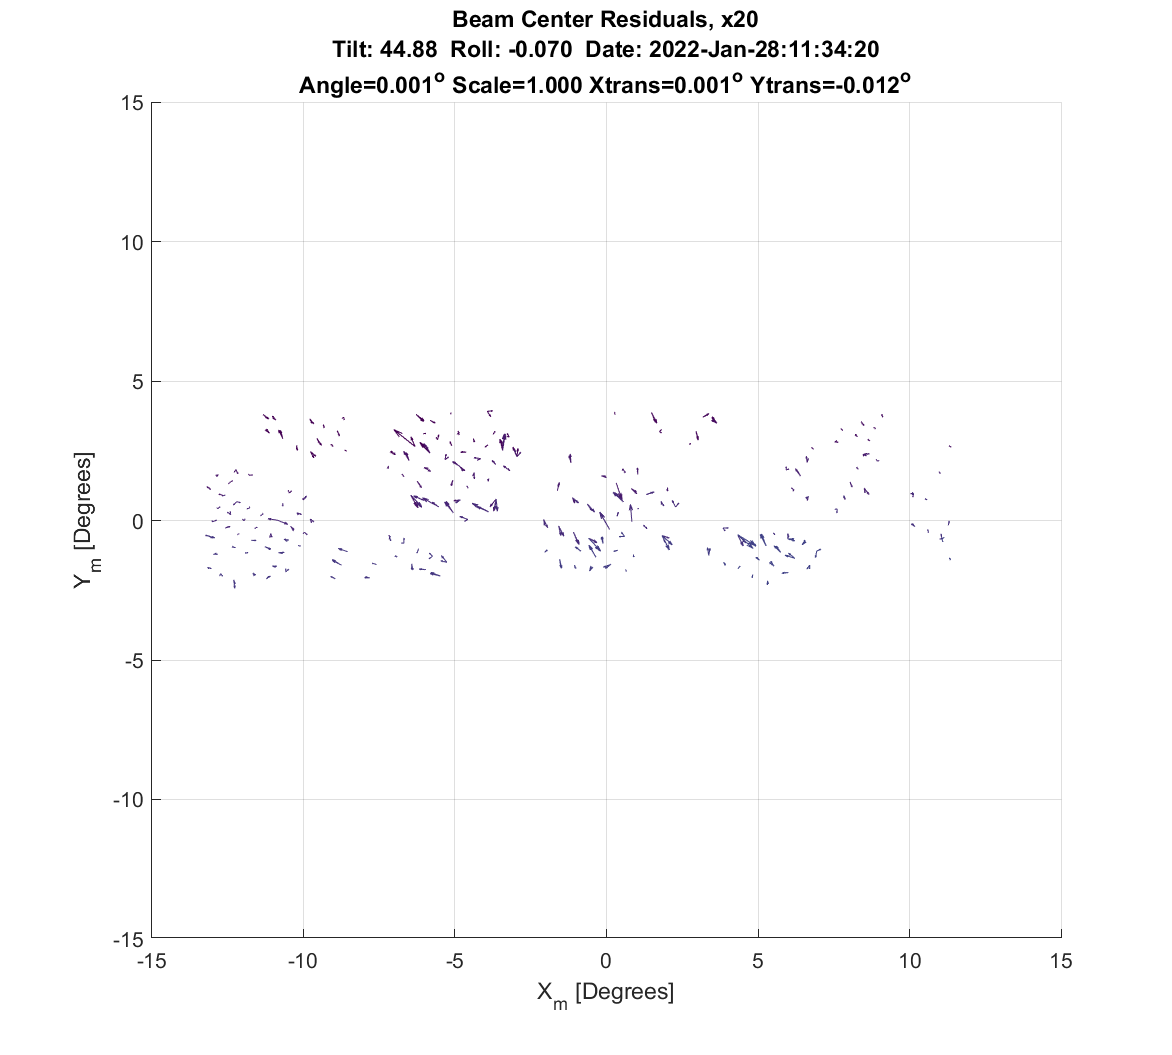 Beam Center Residuals, x20
Tilt: 44.88 Roll: -0.070 Date: 2022-Jan-28:11:34:20
Angle=0.001° Scale=1.000 Xtrans=0.001° Ytrans=-0.012°
15
10
5
0
-5
-10
-15
Y_m [Degrees]
-15 -10 -5 0 5 10 15
X_m [Degrees]